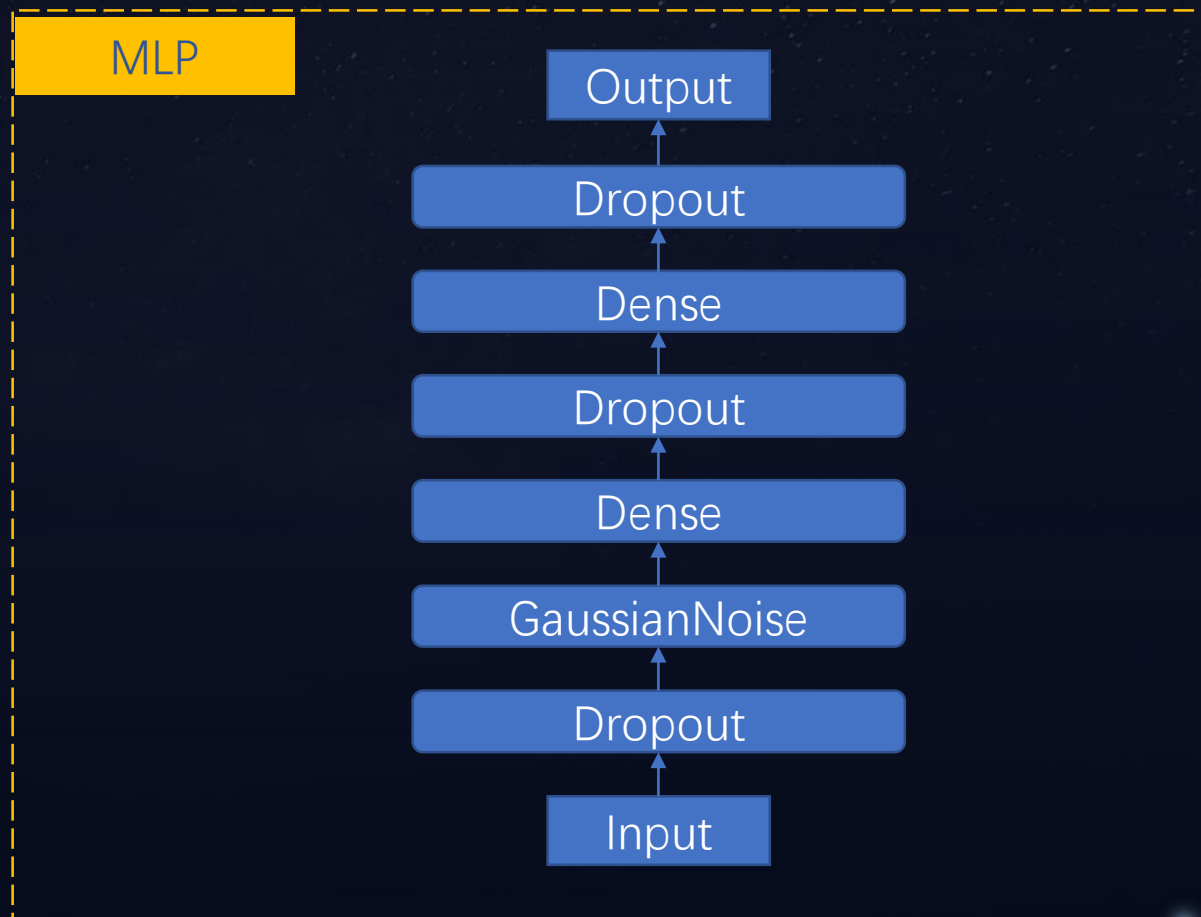 MLP
Output
Dropout
Dense
Dropout
Dense
GaussianNoise
Dropout
Input